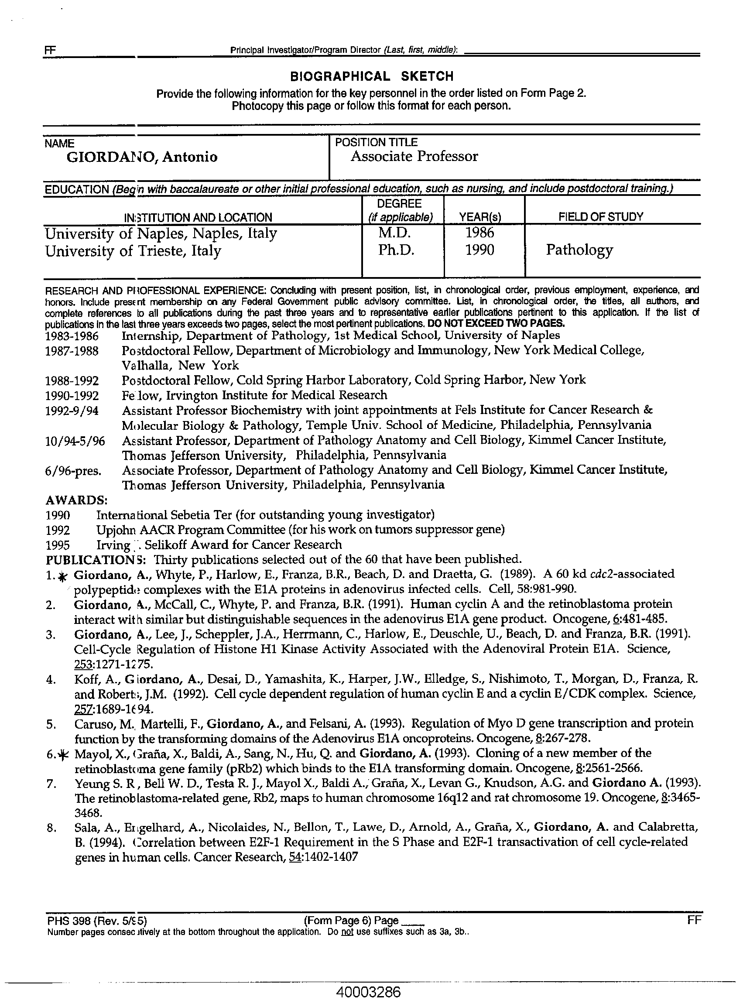 FF Principal Investigator/Program Director (Last, first, middle):
BIOGRAPHICAL SKETCH
Provide the following information for the key personnel in the order listed on Form Page 2.
Photocopy this page or follow this format for each person.
NAME POSITION TITLE
GIORDANO, Antonio Associate Professor
EDUCATION (Begin with baccalaureate or other initial professional education, such as nursing, and include postdoctoral training.)
INSTITUTION AND LOCATION DEGREE (if applicable) YEAR(s) FIELD OF STUDY
University of Naples, Naples, Italy M.D. 1986
University of Trieste, Italy Ph.D. 1990 Pathology
RESEARCH AND PROFESSIONAL EXPERIENCE: Concluding with present position, list, in chronological order, previous employment, experience, and
honors. Include present membership on any Federal Government public advisory committee. List, in chronological order, the titles, all authors, and
complete references to all publications during the past three years and to representative earlier publications pertinent to this application. If the list of
publications in the last three years exceeds two pages, select the most pertinent publications. DO NOT EXCEED TWO PAGES.
1983-1986 Internship, Department of Pathology, 1st Medical School, University of Naples
1987-1988 Postdoctoral Fellow, Department of Microbiology and Immunology, New York Medical College,
Valhalla, New York
1988-1992 Postdoctoral Fellow, Cold Spring Harbor Laboratory, Cold Spring Harbor, New York
1990-1992 Fellow, Irvington Institute for Medical Research
1992-9/94 Assistant Professor Biochemistry with joint appointments at Fels Institute for Cancer Research &
Molecular Biology & Pathology, Temple Univ. School of Medicine, Philadelphia, Pennsylvania
10/94-5/96 Assistant Professor, Department of Pathology Anatomy and Cell Biology, Kimmel Cancer Institute,
Thomas Jefferson University, Philadelphia, Pennsylvania
6/96-pres. Associate Professor, Department of Pathology Anatomy and Cell Biology, Kimmel Cancer Institute,
Thomas Jefferson University, Philadelphia, Pennsylvania
AWARDS:
1990 International Sebetia Ter (for outstanding young investigator)
1992 Upjohn AACR Program Committee (for his work on tumors suppressor gene)
1995 Irving Selikoff Award for Cancer Research
PUBLICATIONS: Thirty publications selected out of the 60 that have been published.
1.* Giordano, A., Whyte, P., Harlow, E., Franza, B.R., Beach, D. and Draetta, G. (1989). A 60 kd cdc2-associated
polypeptide complexes with the E1A proteins in adenovirus infected cells. Cell, 58:981-990.
2. Giordano, A., McCall, C., Whyte, P. and Franza, B.R. (1991). Human cyclin A and the retinoblastoma protein
interact with similar but distinguishable sequences in the adenovirus E1A gene product. Oncogene, 6:481-485.
3. Giordano, A., Lee, J., Scheppler, J.A., Herrmann, C., Harlow, E., Deuschle, U., Beach, D. and Franza, B.R. (1991).
Cell-Cycle Regulation of Histone H1 Kinase Activity Associated with the Adenoviral Protein E1A. Science,
253:1271-1275.
4. Koff, A., Giordano, A., Desai, D., Yamashita, K., Harper, J.W., Elledge, S., Nishimoto, T., Morgan, D., Franza, R.
and Roberts, J.M. (1992). Cell cycle dependent regulation of human cyclin E and a cyclin E/CDK complex. Science,
257:1689-1694.
5. Caruso, M., Martelli, F., Giordano, A., and Felsani, A. (1993). Regulation of Myo D gene transcription and protein
function by the transforming domains of the Adenovirus E1A oncoproteins. Oncogene, 8:267-278.
6.* Mayol, X., Graña, X., Baldi, A., Sang, N., Hu, Q. and Giordano, A. (1993). Cloning of a new member of the
retinoblastoma gene family (pRb2) which binds to the E1A transforming domain. Oncogene, 8:2561-2566.
7. Yeung S. R, Bell W. D., Testa R. J., Mayol X., Baldi A., Graña, X., Levan G., Knudson, A.G. and Giordano A. (1993).
The retinoblastoma-related gene, Rb2, maps to human chromosome 16q12 and rat chromosome 19. Oncogene, 8:3465-
3468.
8. Sala, A., Engelhard, A., Nicolaides, N., Bellon, T., Lawe, D., Arnold, A., Graña, X., Giordano, A. and Calabretta,
B. (1994). Correlation between E2F-1 Requirement in the S Phase and E2F-1 transactivation of cell cycle-related
genes in human cells. Cancer Research, 54:1402-1407
PHS 398 (Rev. 5/95) (Form Page 6) Page FF
Number pages consecutively at the bottom throughout the application. Do not use suffixes such as 3a, 3b..
40003286